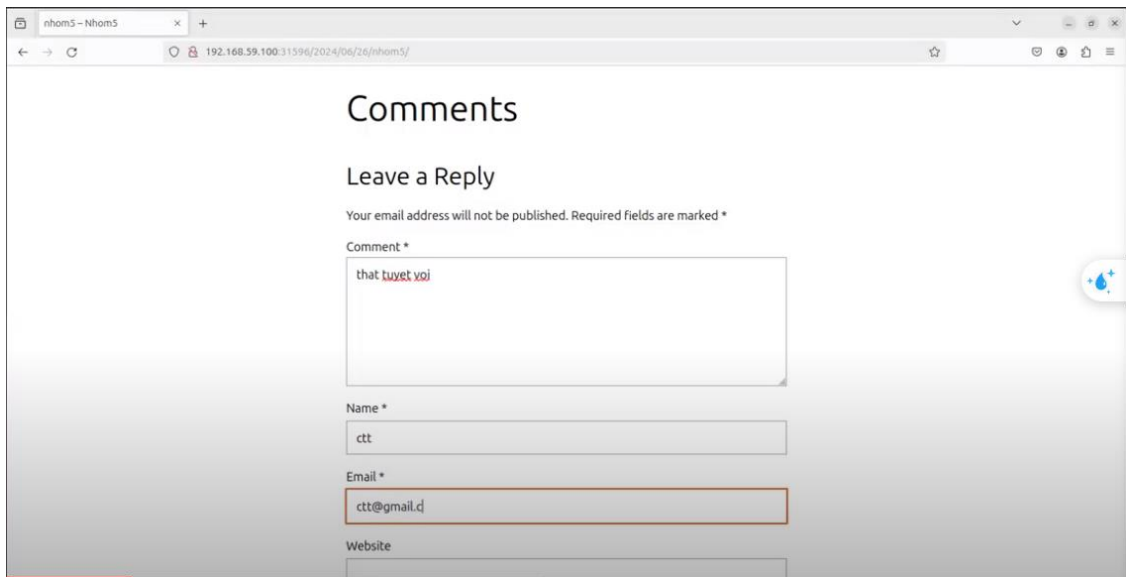 nhom5 – Nhom5
192.168.59.100:31596/2024/06/26/nhom5/
Comments
Leave a Reply
Your email address will not be published. Required fields are marked *
Comment *
that tuyet voi
Name *
ctt
Email *
ctt@gmail.c
Website